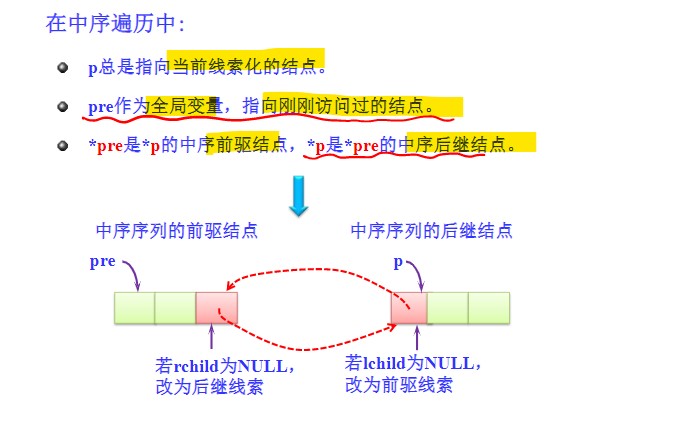 在中序遍历中：
p总是指向当前线索化的结点。
pre作为全局变量，指向刚刚访问过的结点。
*pre是*p的中序前驱结点，*p是*pre的中序后继结点。
中序序列的前驱结点
中序序列的后继结点
pre
p
若rchild为NULL，
改为后继线索
若lchild为NULL，
改为前驱线索